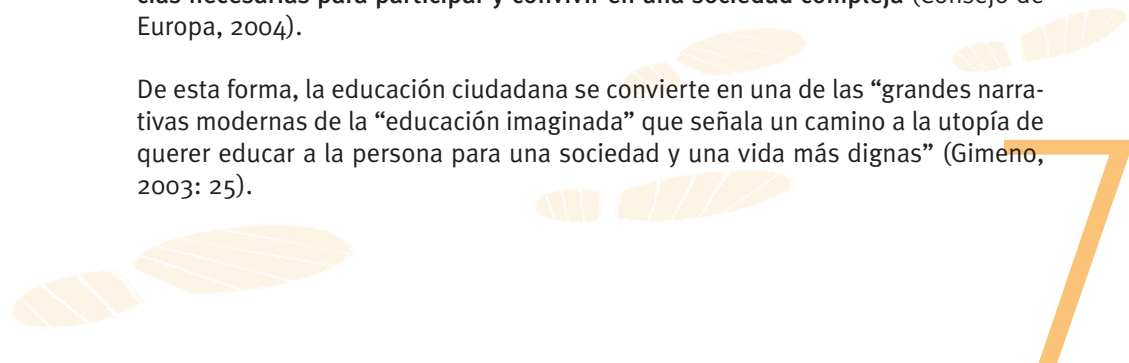 cias necesarias para participar y convivir en una sociedad compleja (Consejo de
Europa, 2004).
De esta forma, la educación ciudadana se convierte en una de las “grandes narra-
tivas modernas de la “educación imaginada” que señala un camino a la utopía de
querer educar a la persona para una sociedad y una vida más dignas” (Gimeno,
2003: 25).
7